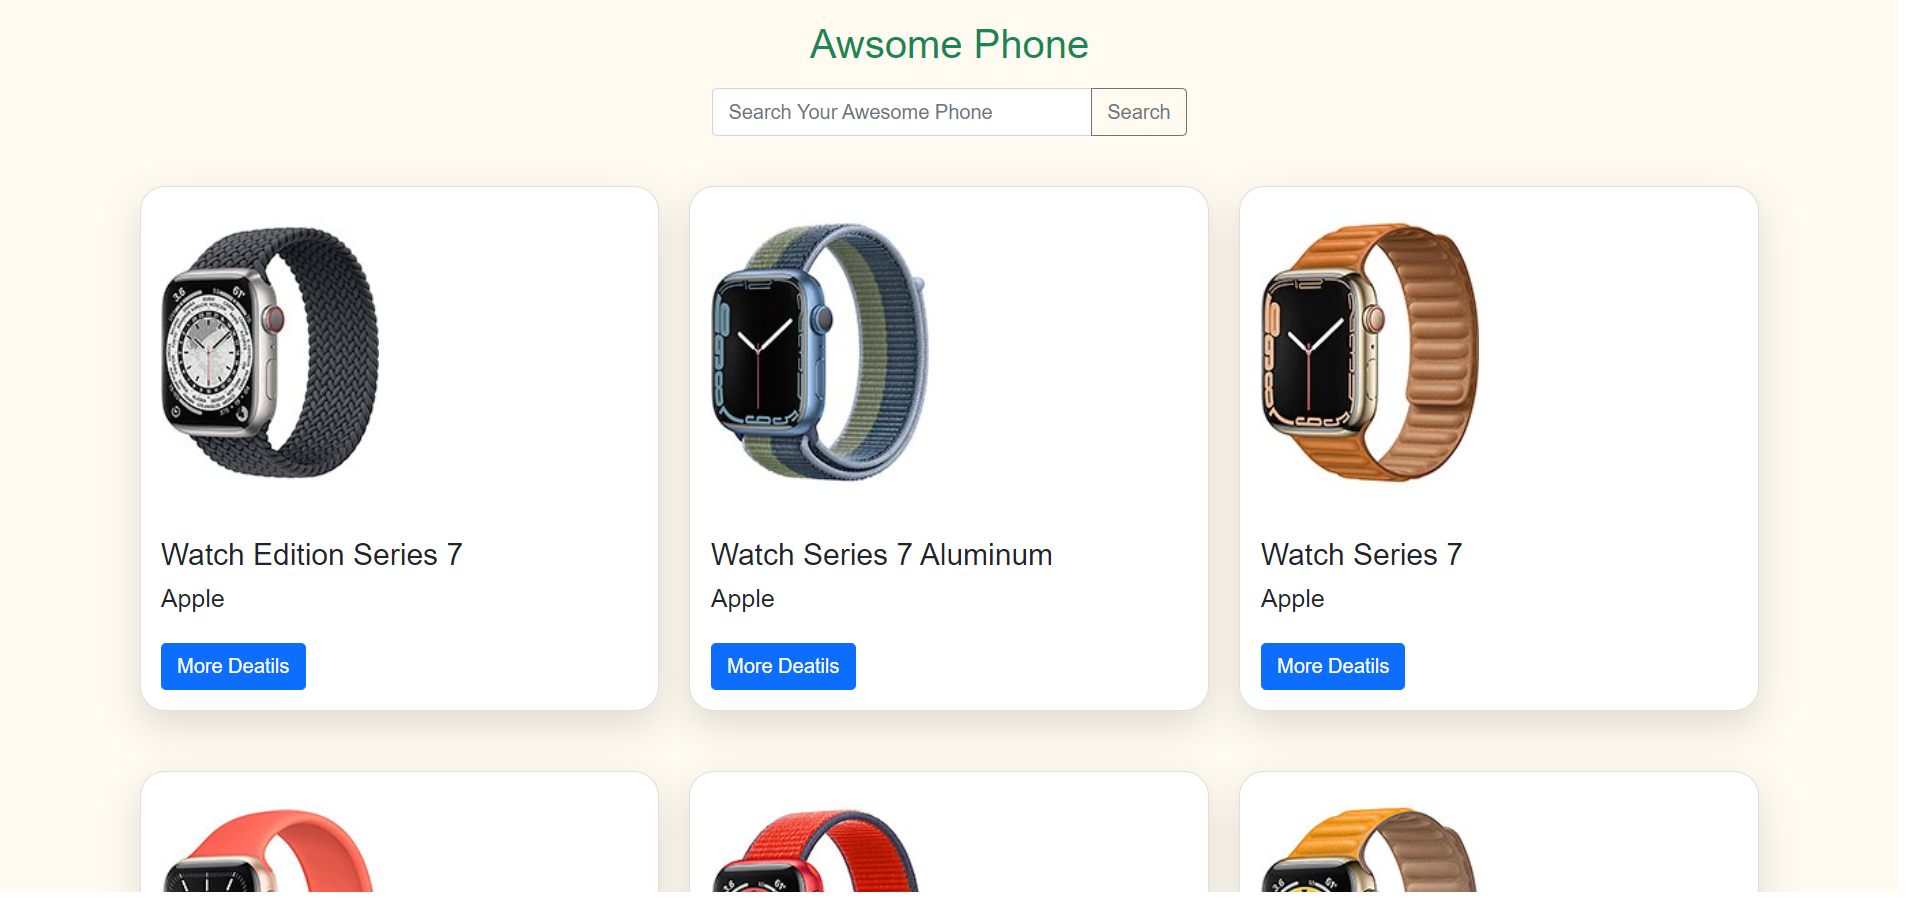 Awsome Phone
Search Your Awesome Phone Search
Watch Edition Series 7 Watch Series 7 Aluminum Watch Series 7
Apple Apple Apple
More Deatils More Deatils More Deatils